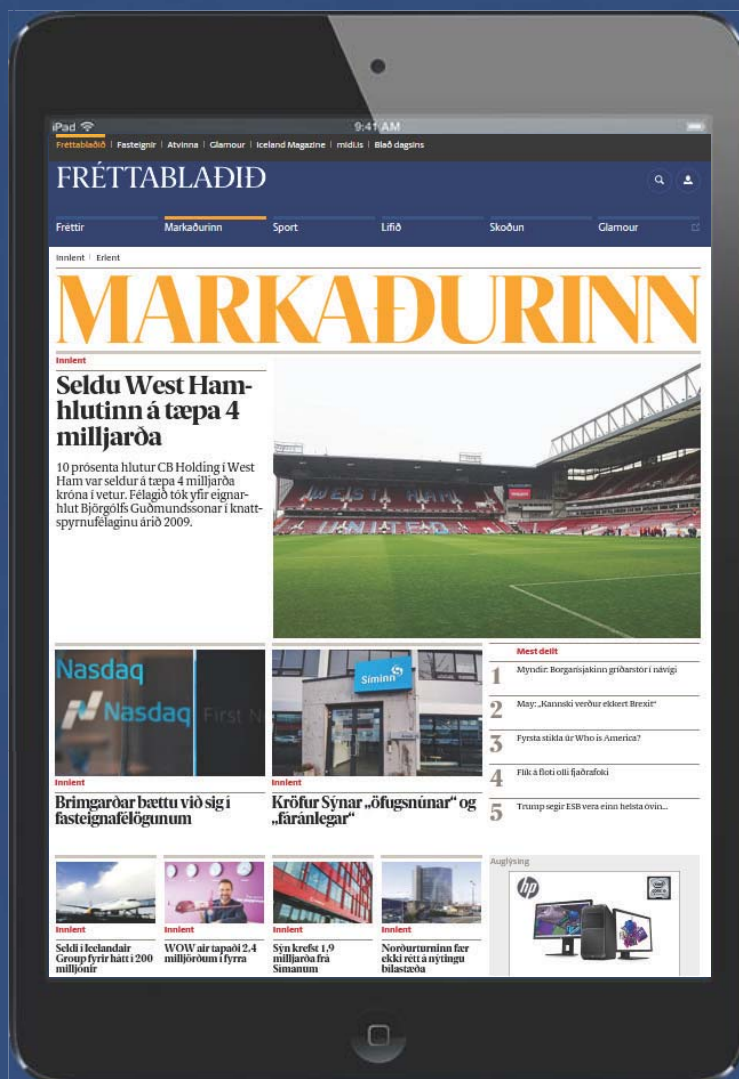 iPad
9:41 AM
Fréttablaðið | Fasteignir | Atvinna | Glamour | Iceland Magazine | midi.is | Blað dagsins
FRÉTTABLAÐIÐ
Fréttir Markaðurinn Sport Lífið Skoðun Glamour
Innlent | Erlent
MARKAÐURINN
Innlent
Seldu West Ham-
hlutinn á tæpa 4
milljarða
10 prósenta hlutur CB Holding í West
Ham var seldur á tæpa 4 milljarða
króna í vetur. Félagið tók yfir eignar-
hlut Björgólfs Guðmundssonar í knatt-
spyrnufélaginu árið 2009.
WEST HAM
UNITED
Nasdaq
Nasdaq First N
Innlent
Brimgarðar bættu við sig í
fasteignafélögunum
Síminn
Innlent
Kröfur Sýnar „öfugsnúnar“ og
„fáránlegar“
Mest deilt
1 Myndir: Borgarísjakinn gríðarstór í návígi
2 May: „Kannski verður ekkert Brexit“
3 Fyrsta stikla úr Who is America?
4 Flík á floti olli fjaðrafoki
5 Trump segir ESB vera einn helsta óvin...
Innlent
Seldi í Icelandair
Group fyrir hátt í 200
milljónir
Innlent
WOW air tapaði 2,4
milljörðum í fyrra
Innlent
Sýn krefst 1,9
milljarða frá
Símanum
Innlent
Norðurturninn fær
ekki rétt á nýtingu
bílastæða
Auglýsing
hp